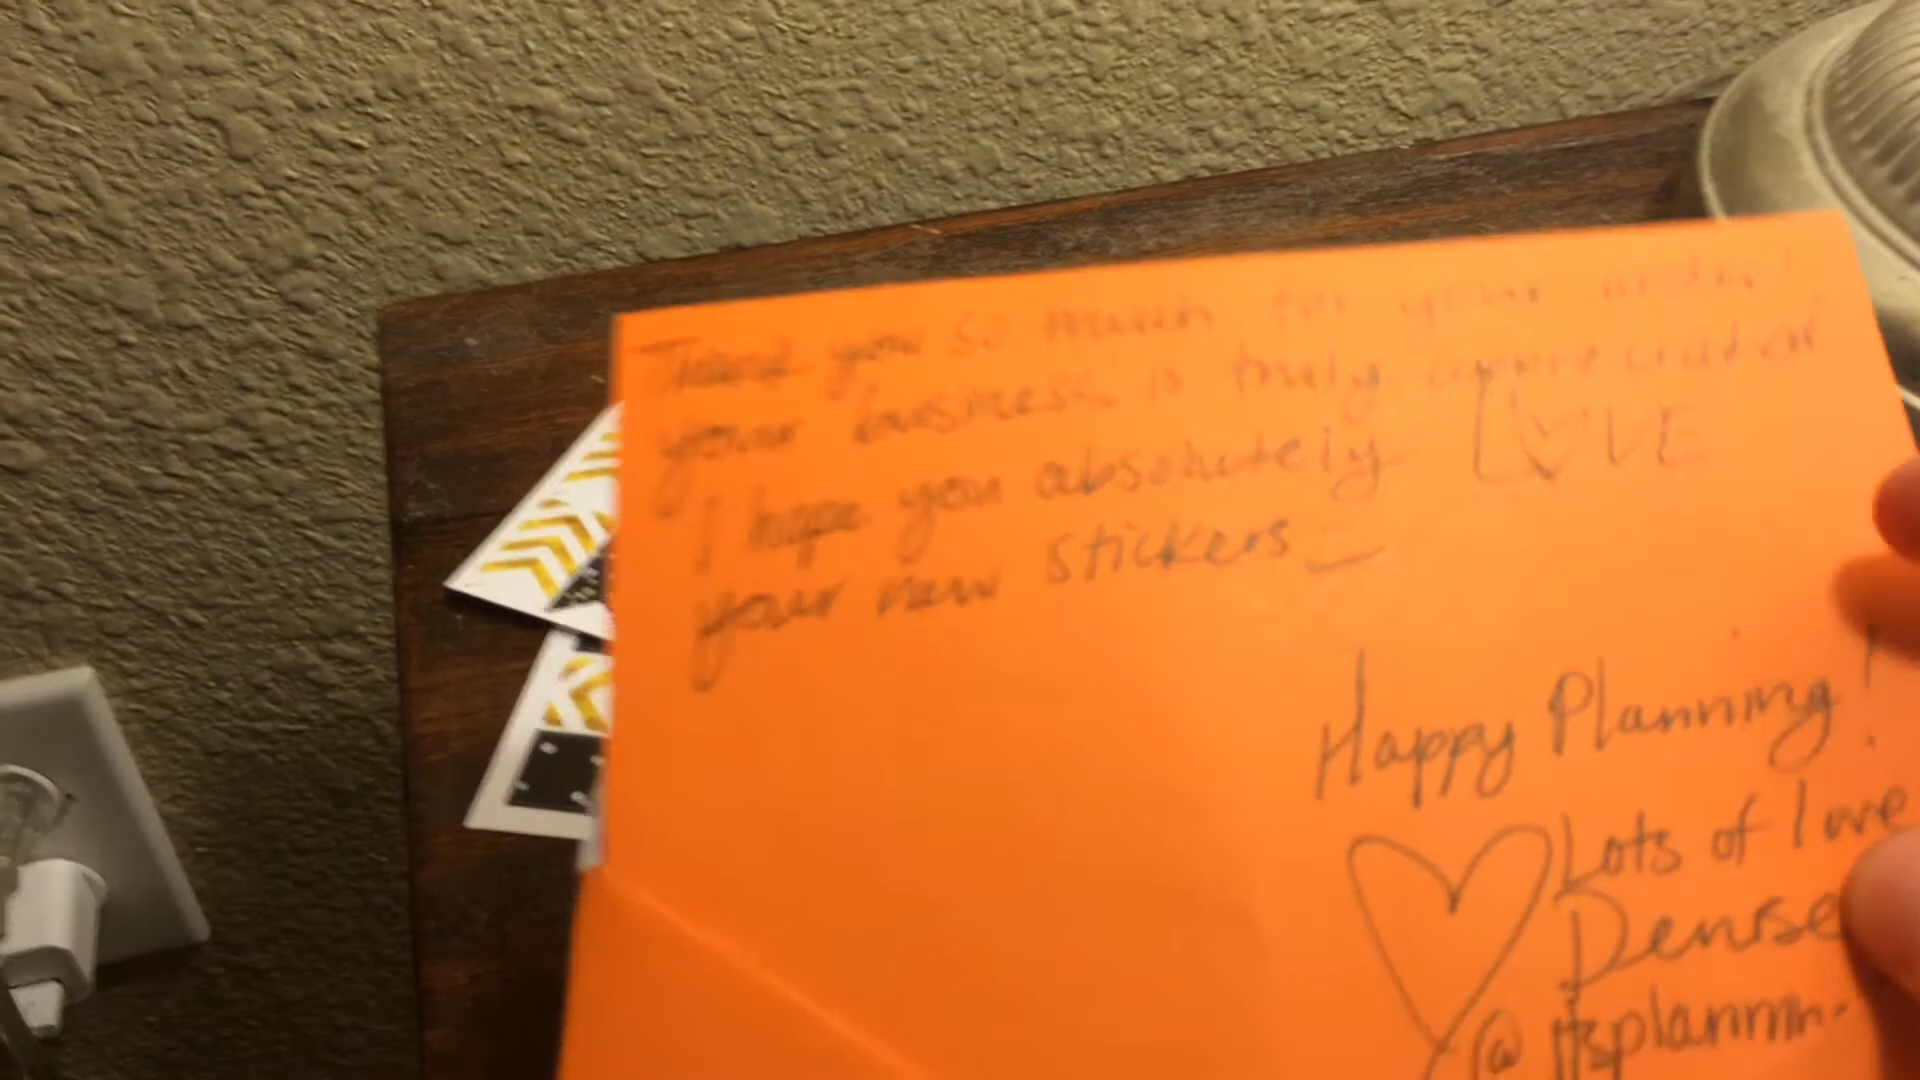 Thank you so much for your order!
your business is truly appreciated
I hope you absolutely LOVE
your new stickers
Happy Planning!
Lots of love
Denise